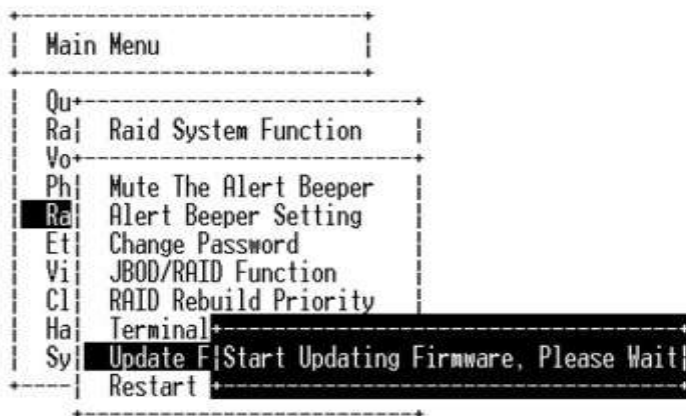 Main Menu
Qu
Ra
Raid System Function
Vo
Ph
Mute The Alert Beeper
Ra
Alert Beeper Setting
Et
Change Password
Vi
JBOD/RAID Function
Cl
RAID Rebuild Priority
Ha
Terminal
Sy
Update F
Start Updating Firmware, Please Wait
Restart